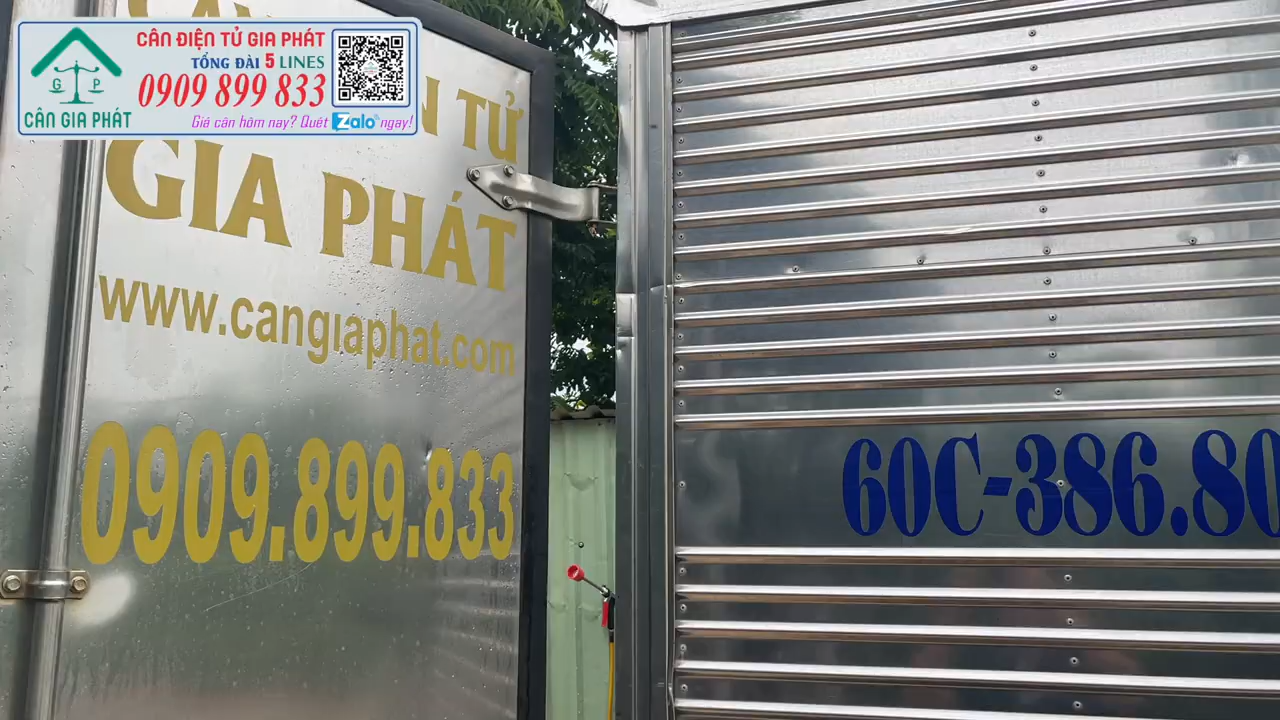 CÂN ĐIỆN TỬ GIA PHÁT
TỔNG ĐÀI 5 LINES
0909 899 833
G P
CÂN GIA PHÁT
Giá cân hôm nay? Quét Zalo ngay!
TỬ
GIA PHÁT
www.cangiaphat.com
0909.899.833
60C-386.80